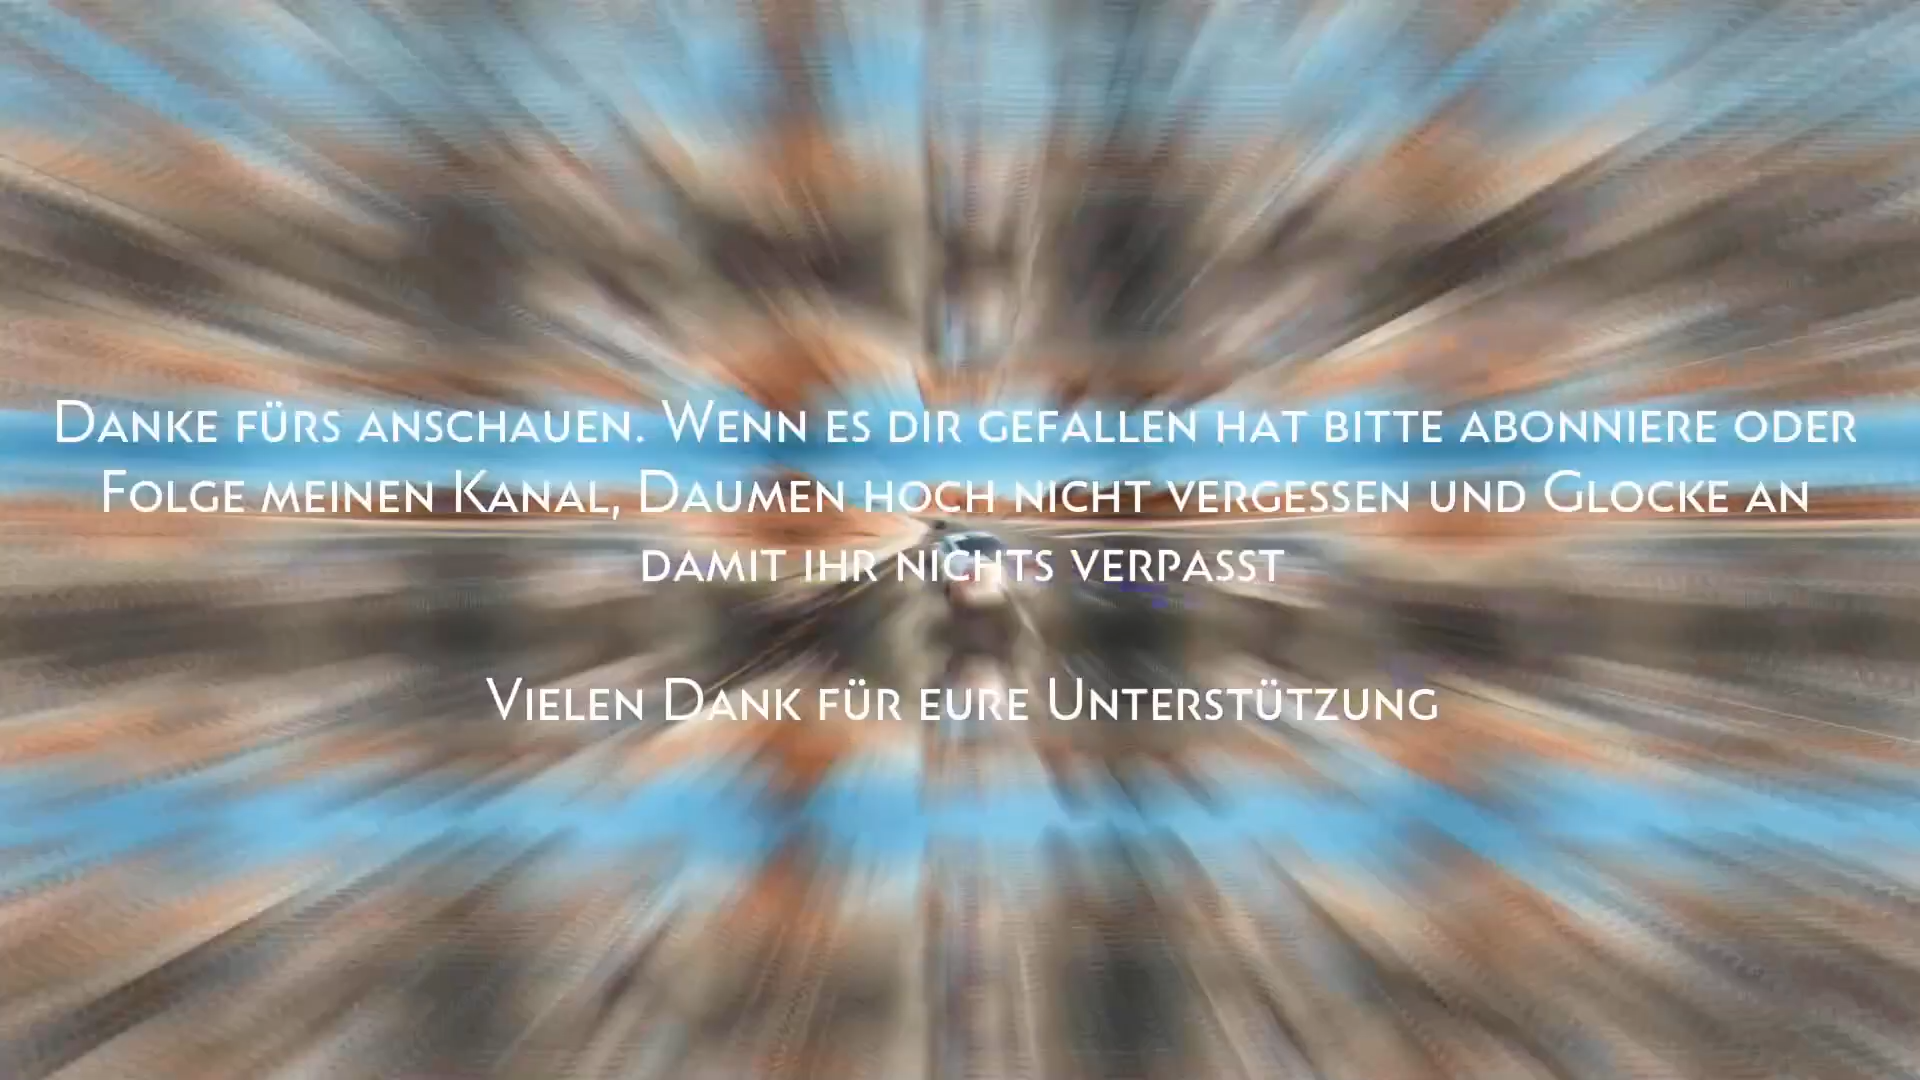 Danke fürs anschauen. Wenn es dir gefallen hat bitte abonniere oder
Folge meinen Kanal, Daumen hoch nicht vergessen und Glocke an
damit ihr nichts verpasst
Vielen Dank für eure Unterstützung